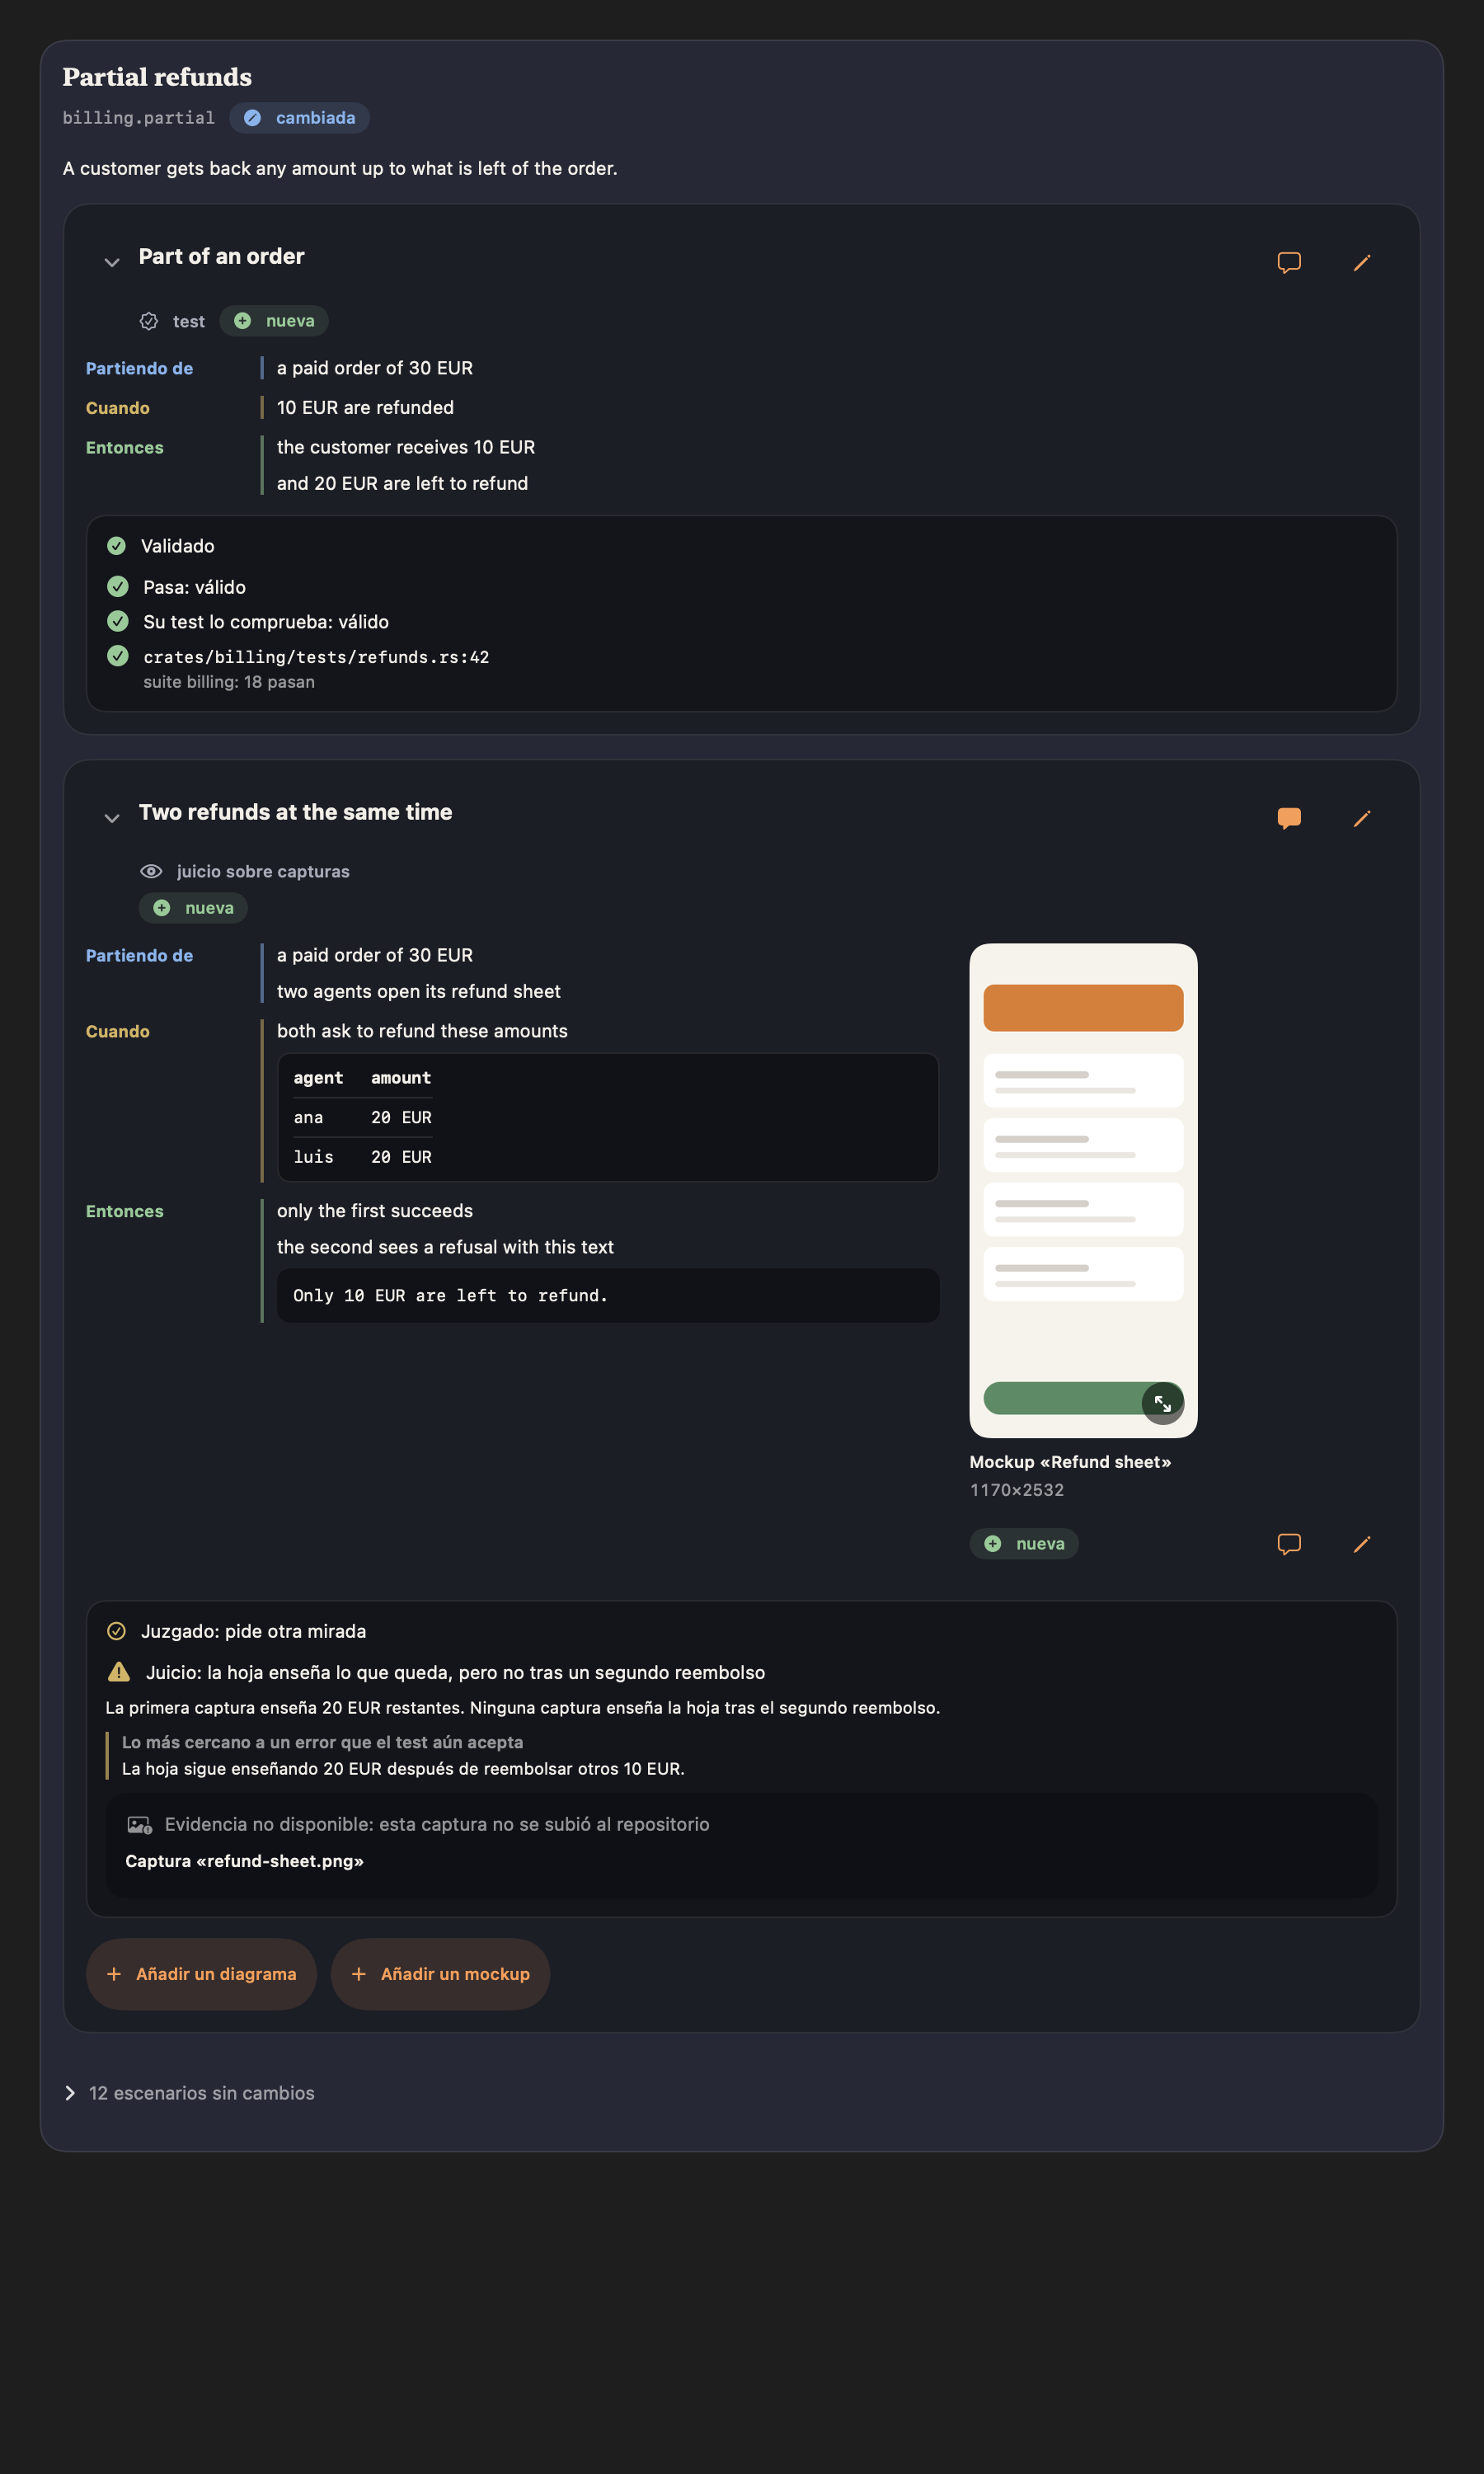 Partial refunds
billing.partial cambiada
A customer gets back any amount up to what is left of the order.
Part of an order
test nueva
Partiendo de a paid order of 30 EUR
Cuando 10 EUR are refunded
Entonces the customer receives 10 EUR
and 20 EUR are left to refund
Validado
Pasa: válido
Su test lo comprueba: válido
crates/billing/tests/refunds.rs:42
suite billing: 18 pasan
Two refunds at the same time
juicio sobre capturas
nueva
Partiendo de a paid order of 30 EUR
two agents open its refund sheet
Cuando both ask to refund these amounts
agent amount
ana 20 EUR
luis 20 EUR
Entonces only the first succeeds
the second sees a refusal with this text
Only 10 EUR are left to refund.
Mockup «Refund sheet»
1170×2532
nueva
Juzgado: pide otra mirada
Juicio: la hoja enseña lo que queda, pero no tras un segundo reembolso
La primera captura enseña 20 EUR restantes. Ninguna captura enseña la hoja tras el segundo reembolso.
Lo más cercano a un error que el test aún acepta
La hoja sigue enseñando 20 EUR después de reembolsar otros 10 EUR.
Evidencia no disponible: esta captura no se subió al repositorio
Captura «refund-sheet.png»
+ Añadir un diagrama + Añadir un mockup
12 escenarios sin cambios